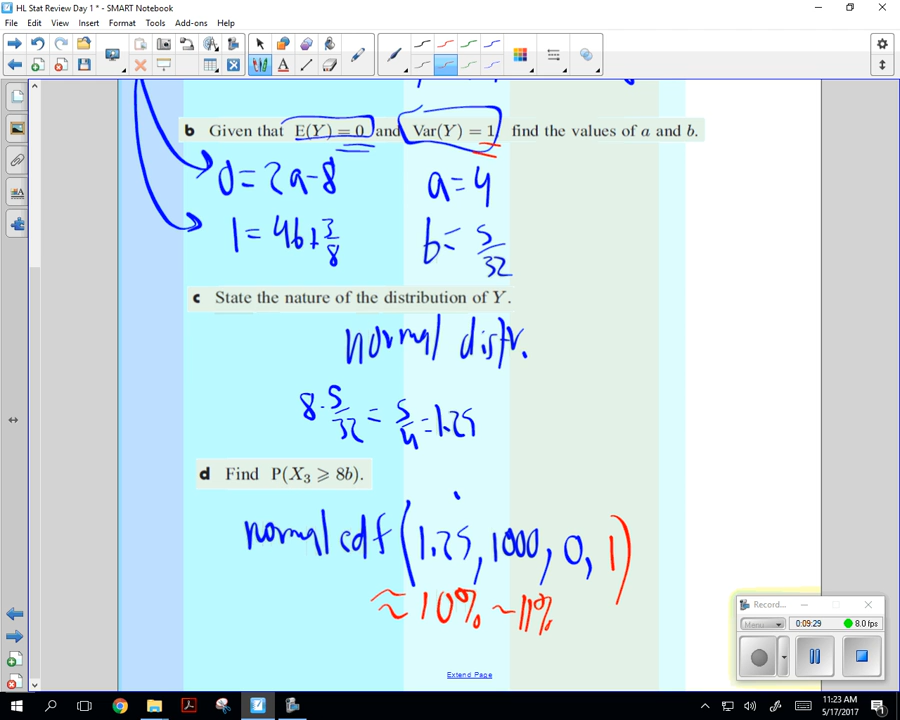 HL Stat Review Day 1 * - SMART Notebook
File Edit View Insert Format Tools Add-ons Help
b Given that E(Y) = 0 and Var(Y) = 1, find the values of a and b.
0 = 2a - 8
a = 4
1 = 4b + 3/8
b = 5/32
c State the nature of the distribution of Y.
normal distr.
8 · 5/32 = 5/4 = 1.25
d Find P(X₃ ⩾ 8b).
normalcdf (1.25, 1000, 0, 1)
≈ 10% ~ 11%
Extend Page
Record...
Menu 0:09:29 8.0 fps
11:23 AM
5/17/2017